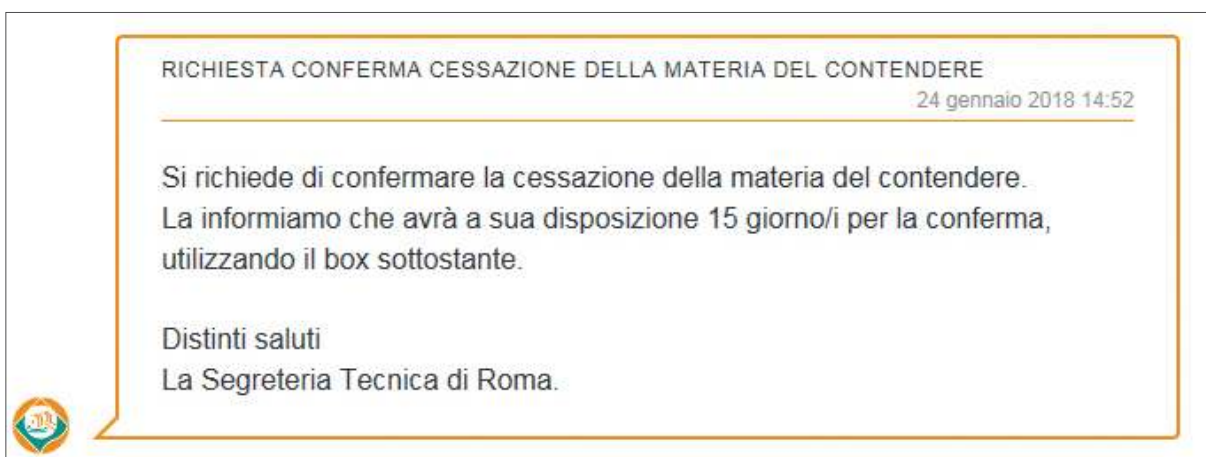 RICHIESTA CONFERMA CESSAZIONE DELLA MATERIA DEL CONTENDERE
24 gennaio 2018 14:52
Si richiede di confermare la cessazione della materia del contendere.
La informiamo che avrà a sua disposizione 15 giorno/i per la conferma,
utilizzando il box sottostante.
Distinti saluti
La Segreteria Tecnica di Roma.